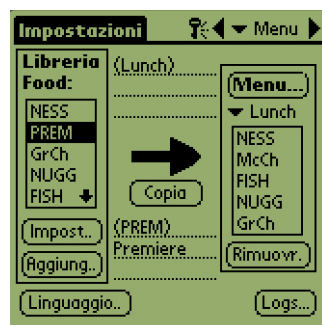 Impostazioni
Menu
Libreria
Food:
NESS
PREM
GrCh
NUGG
FISH
Impost..
Aggiung..
(Lunch)
Copia
(PREM)
Premiere
Menu...
Lunch
NESS
McCh
FISH
NUGG
GrCh
Rimuovr.
Linguaggio..
Logs...